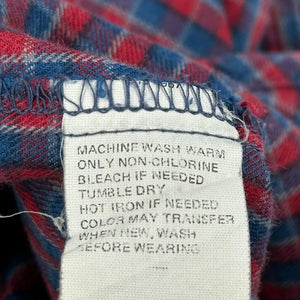 MACHINE WASH WARM
ONLY NON-CHLORINE
BLEACH IF NEEDED
TUMBLE DRY
HOT IRON IF NEEDED
COLOR MAY TRANSFER
WHEN NEW, WASH
BEFORE WEARING